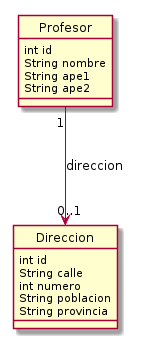 Profesor
int id
String nombre
String ape1
String ape2
1
direccion
0..1
Direccion
int id
String calle
int numero
String poblacion
String provincia